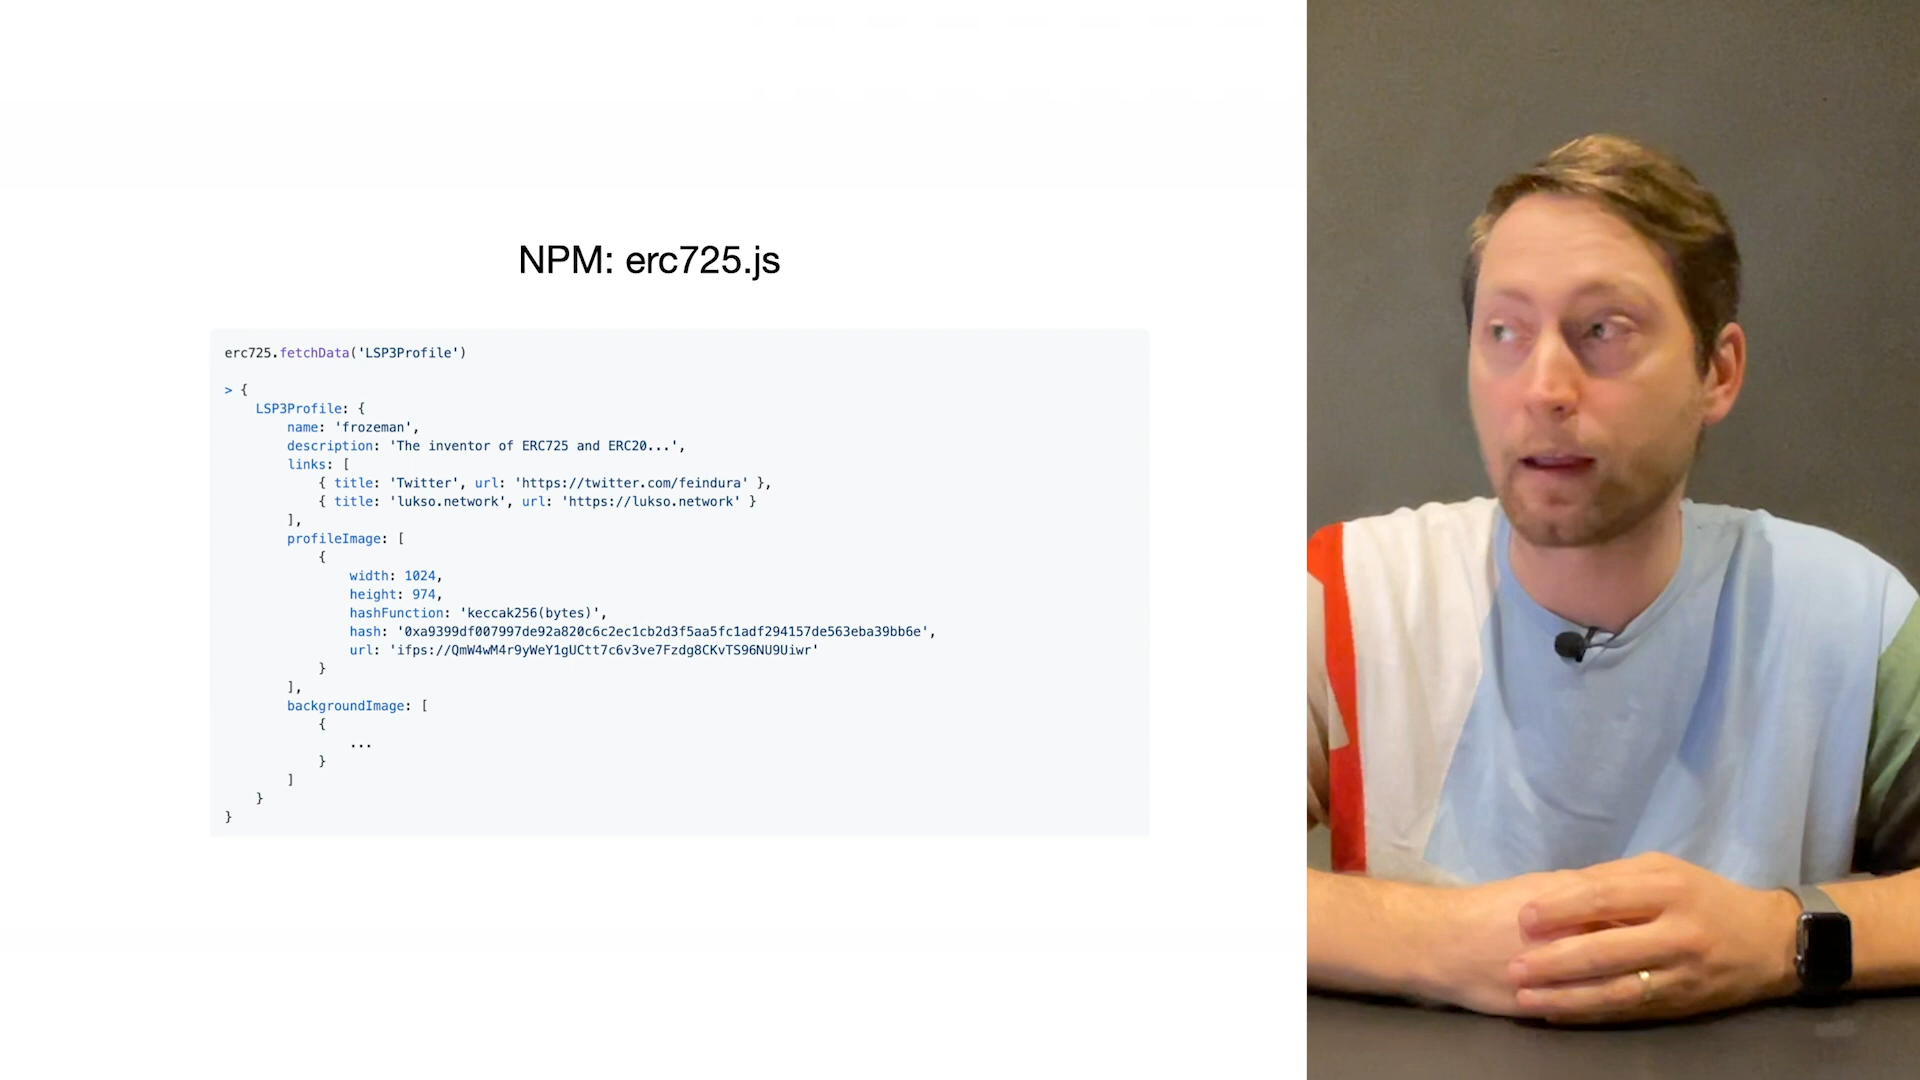 NPM: erc725.js
erc725.fetchData('LSP3Profile')
> {
LSP3Profile: {
name: 'frozeman',
description: 'The inventor of ERC725 and ERC20...',
links: [
{ title: 'Twitter', url: 'https://twitter.com/feindura' },
{ title: 'lukso.network', url: 'https://lukso.network' }
],
profileImage: [
{
width: 1024,
height: 974,
hashFunction: 'keccak256(bytes)',
hash: '0xa9399df007997de92a820c6c2ec1cb2d3f5aa5fc1adf294157de563eba39bb6e',
url: 'ifps://QmW4wM4r9yWeY1gUCtt7c6v3ve7Fzdg8CKvTS96NU9Uiwr'
}
],
backgroundImage: [
{
...
}
]
}
}